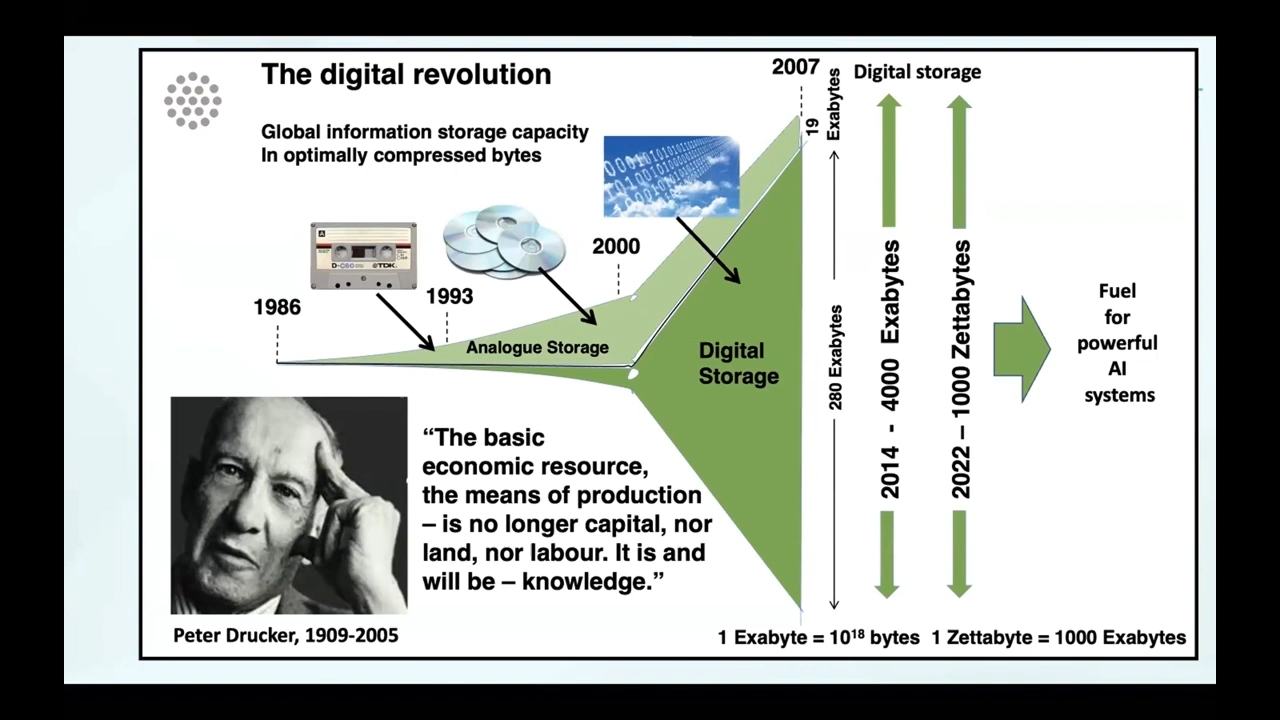 The digital revolution
Global information storage capacity
In optimally compressed bytes
1986
1993
2000
2007
A
D-C60
TDK
Analogue Storage
Digital
Storage
19
Exabytes
280 Exabytes
Digital storage
2014 - 4000 Exabytes
2022 – 1000 Zettabytes
Fuel
for
powerful
AI
systems
“The basic
economic resource,
the means of production
– is no longer capital, nor
land, nor labour. It is and
will be – knowledge.”
Peter Drucker, 1909-2005
1 Exabyte = 10¹⁸ bytes 1 Zettabyte = 1000 Exabytes